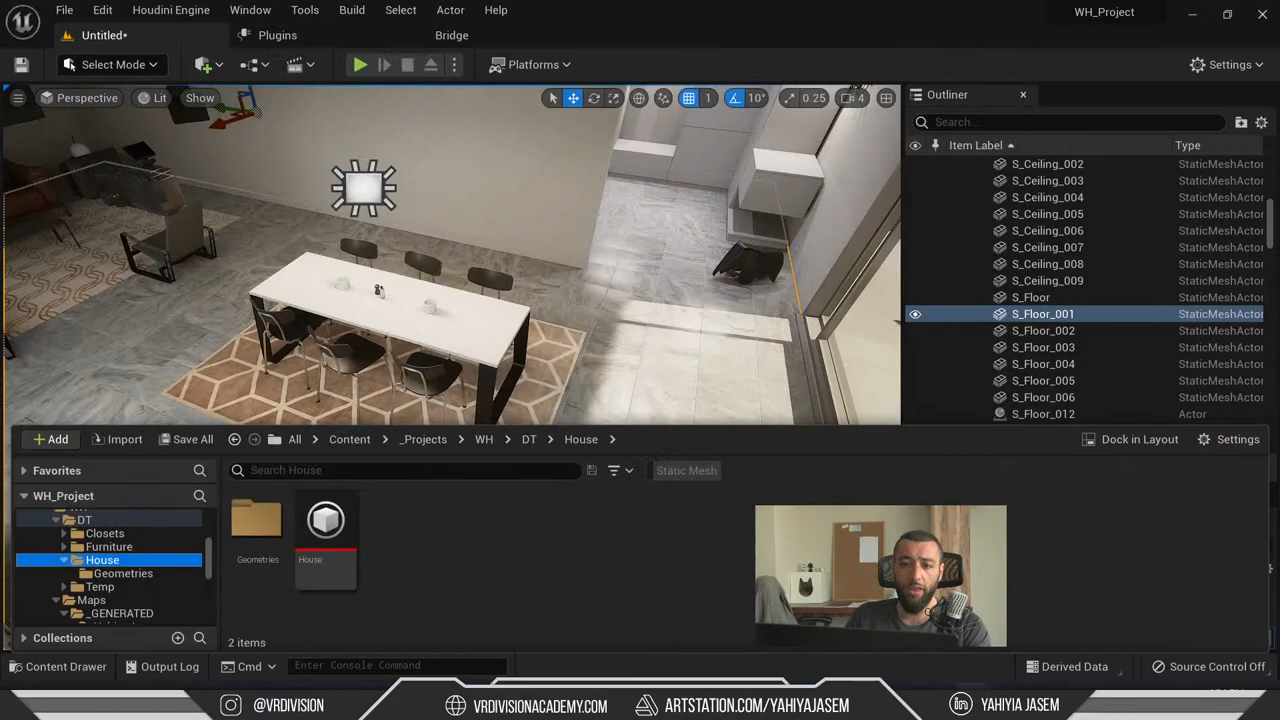 File Edit Houdini Engine Window Tools Build Select Actor Help
WH_Project
Untitled* Plugins Bridge
Select Mode Platforms Settings
Perspective Lit Show 1 10° 0.25 4
Outliner
Search...
Item Label Type
S_Ceiling_002 StaticMeshActor
S_Ceiling_003 StaticMeshActor
S_Ceiling_004 StaticMeshActor
S_Ceiling_005 StaticMeshActor
S_Ceiling_006 StaticMeshActor
S_Ceiling_007 StaticMeshActor
S_Ceiling_008 StaticMeshActor
S_Ceiling_009 StaticMeshActor
S_Floor StaticMeshActor
S_Floor_001 StaticMeshActor
S_Floor_002 StaticMeshActor
S_Floor_003 StaticMeshActor
S_Floor_004 StaticMeshActor
S_Floor_005 StaticMeshActor
S_Floor_006 StaticMeshActor
S_Floor_012 Actor
Add Import Save All All Content _Projects WH DT House Dock in Layout Settings
Favorites
Search House
Static Mesh
WH_Project
DT
Closets
Furniture
House
Geometries
Temp
Maps
_GENERATED
Geometries
House
Collections
2 items
Content Drawer Output Log Cmd Enter Console Command Derived Data Source Control Off
@VRDIVISION VRDIVISIONACADEMY.COM ARTSTATION.COM/YAHIYAJASEM YAHIYIA JASEM